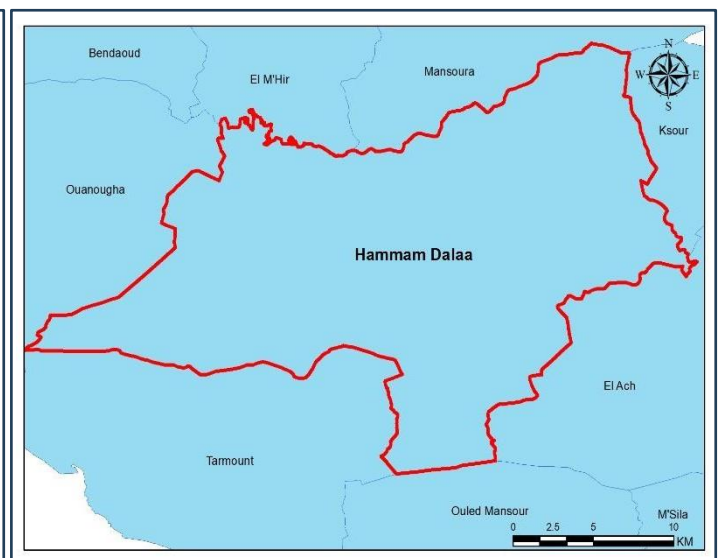 Bendaoud
El M'Hir
Mansoura
N
W E
S
Ksour
Ouanougha
Hammam Dalaa
El Ach
Tarmount
Ouled Mansour
M'Sila
0 2.5 5 10
KM